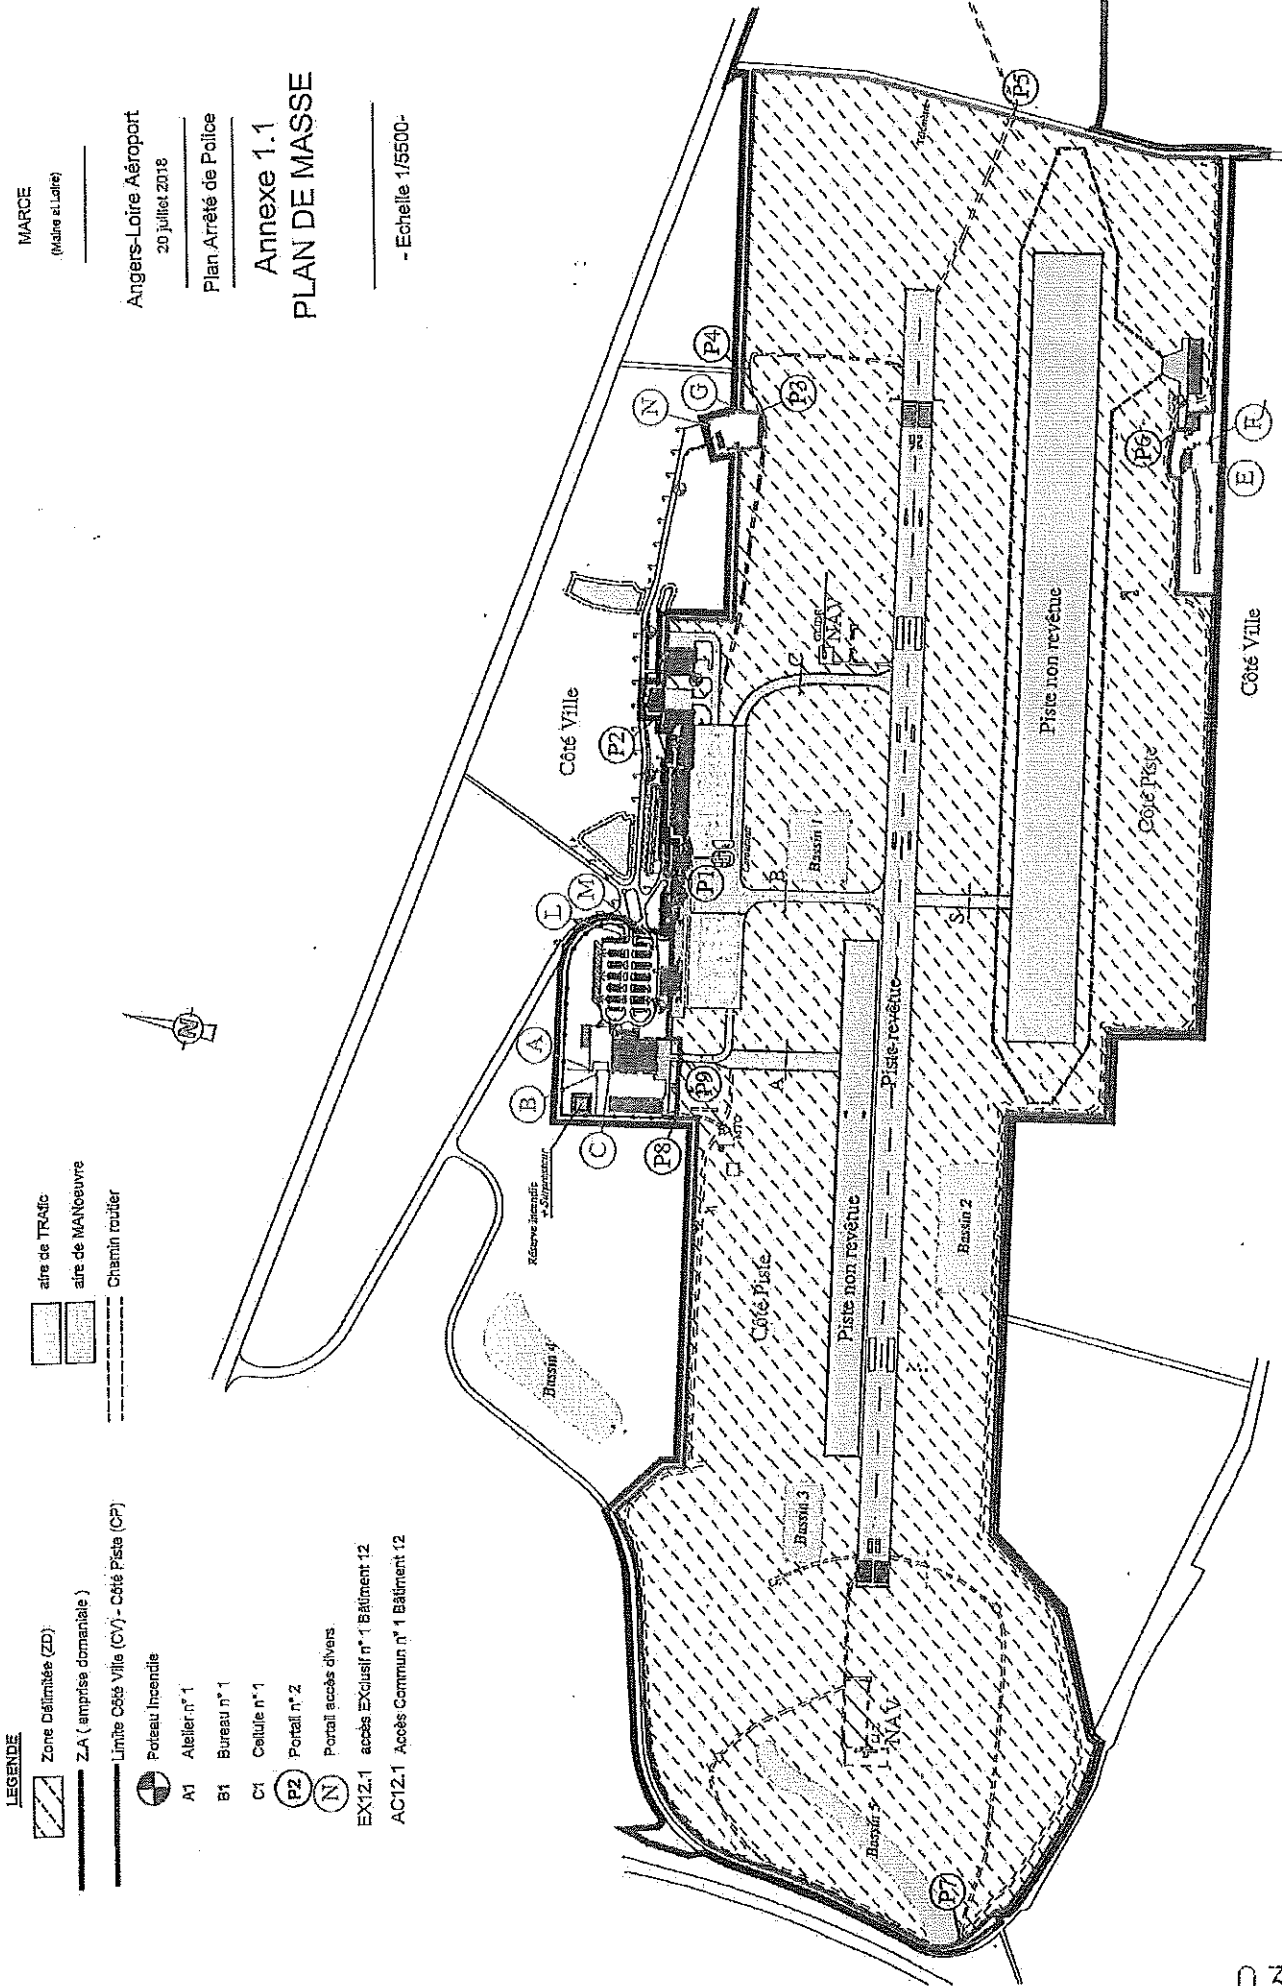 MARCE
(Maine et Loire)
Angers-Loire Aéroport
20 juillet 2018
Plan Arrêté de Police
Annexe 1.1
PLAN DE MASSE
- Echelle 1/5500-
LEGENDE
Zone Délimitée (ZD)
Z.A ( emprise domaniale )
Limite Côté Ville (CV) - Côté Piste (CP)
Poteau Incendie
A1 Atelier n° 1
B1 Bureau n° 1
C1 Cellule n° 1
P2 Portail n° 2
N Portail accès divers
EX12.1 accès EXclusif n° 1 Bâtiment 12
AC12.1 Accès Commun n° 1 Bâtiment 12
aire de TRAfic
aire de MANoeuvre
Chemin routier
N
Réserve incendie
+ Surpresseur
B
A
C
L
M
P8
P9
P1
P2
Côté Ville
N
G
P4
P3
P5
P6
E
F
P7
Bassin 4
Bassin 3
Bassin 5
Bassin 2
Bassin 1
NAV
NAV
A
B
C
S
Côté Piste
Piste non revêtue
Piste revêtue
Piste non revêtue
Côté Piste
Côté Ville